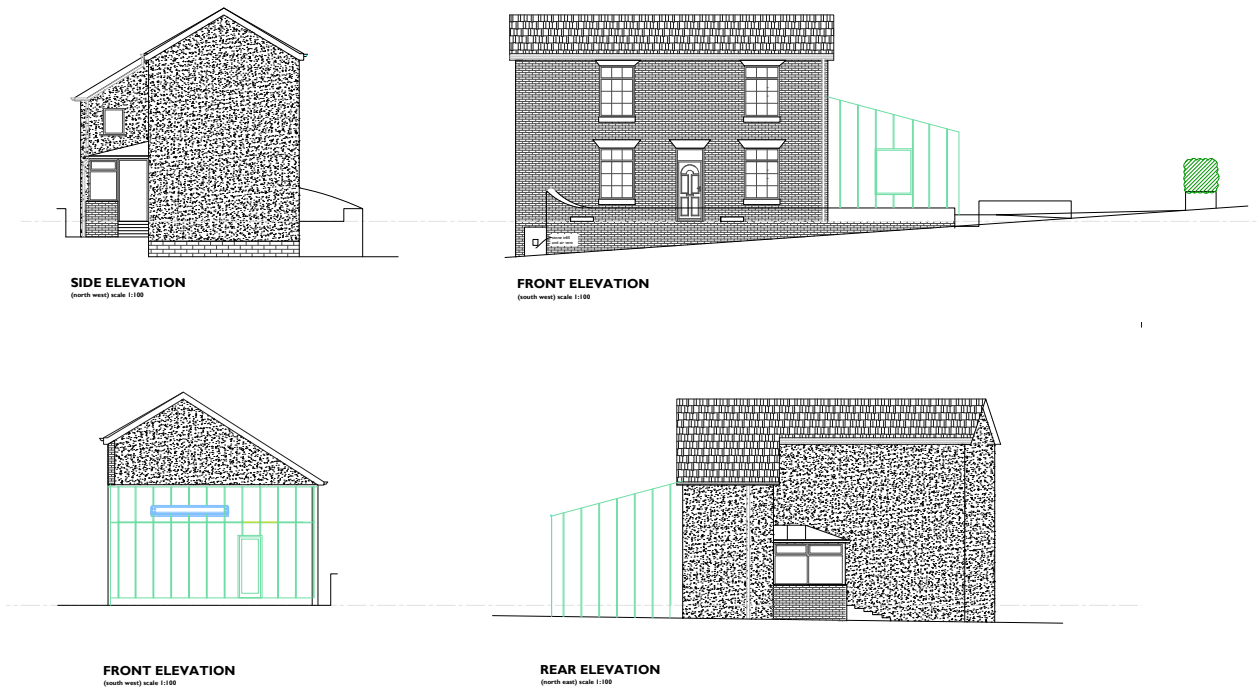 SIDE ELEVATION
(north west) scale 1:100
FRONT ELEVATION
(south west) scale 1:100
FRONT ELEVATION
(south west) scale 1:100
REAR ELEVATION
(north east) scale 1:100